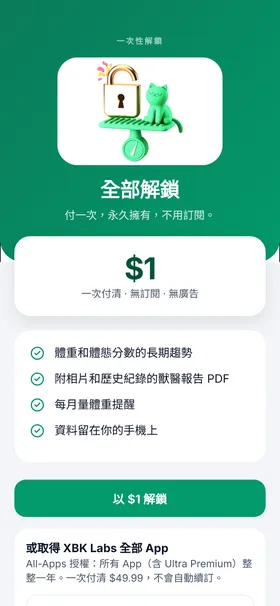 一次性解鎖
全部解鎖
付一次，永久擁有，不用訂閱。
$1
一次付清 · 無訂閱 · 無廣告
體重和體態分數的長期趨勢
附相片和歷史紀錄的獸醫報告 PDF
每月量體重提醒
資料留在你的手機上
以 $1 解鎖
或取得 XBK Labs 全部 App
All-Apps 授權：所有 App（含 Ultra Premium）整
整一年。一次付清 $49.99，不會自動續訂。